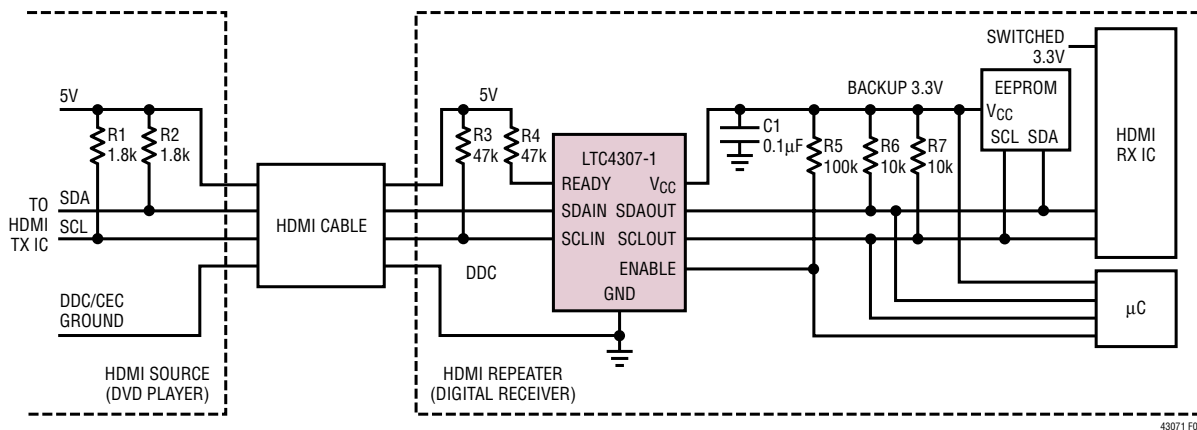 5V
R1
1.8k
R2
1.8k
TO
HDMI
TX IC
SDA
SCL
DDC/CEC
GROUND
HDMI SOURCE
(DVD PLAYER)
HDMI CABLE
5V
R3
47k
R4
47k
DDC
HDMI REPEATER
(DIGITAL RECEIVER)
LTC4307-1
READY
VCC
SDAIN
SDAOUT
SCLIN
SCLOUT
ENABLE
GND
C1
0.1µF
BACKUP 3.3V
R5
100k
R6
10k
R7
10k
SWITCHED
3.3V
EEPROM
VCC
SCL SDA
HDMI
RX IC
µC
43071 F0